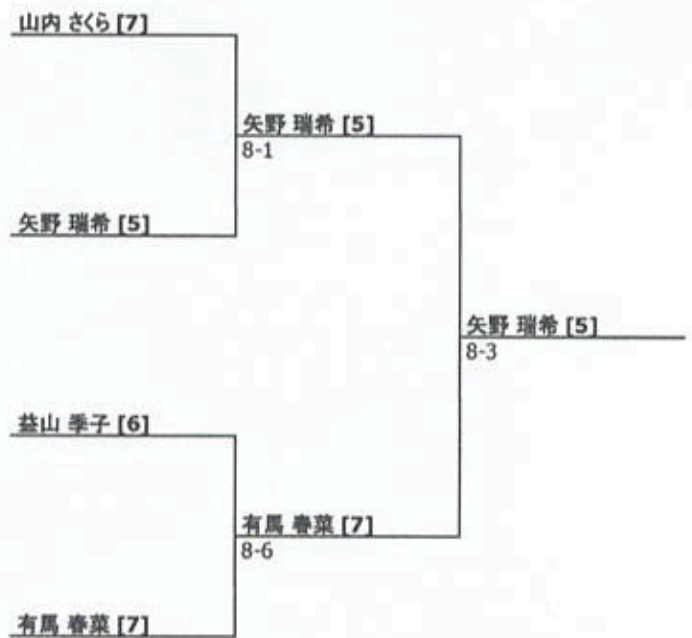 山内 さくら [7]
矢野 瑞希 [5]
8-1
矢野 瑞希 [5]
矢野 瑞希 [5]
8-3
益山 季子 [6]
有馬 春菜 [7]
8-6
有馬 春菜 [7]